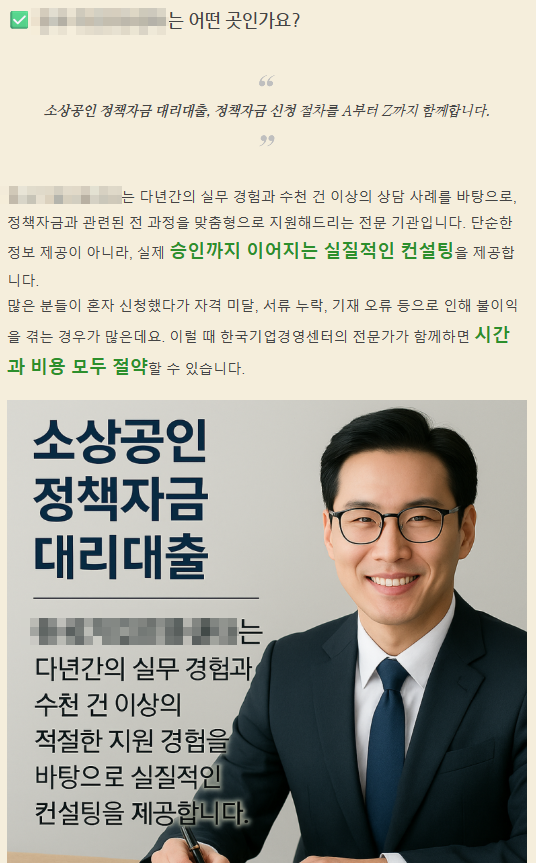 는 어떤 곳인가요?
“
소상공인 정책자금 대리대출, 정책자금 신청 절차를 A부터 Z까지 함께합니다.
”
는 다년간의 실무 경험과 수천 건 이상의 상담 사례를 바탕으로,
정책자금과 관련된 전 과정을 맞춤형으로 지원해드리는 전문 기관입니다. 단순한
정보 제공이 아니라, 실제 승인까지 이어지는 실질적인 컨설팅을 제공합
니다.
많은 분들이 혼자 신청했다가 자격 미달, 서류 누락, 기재 오류 등으로 인해 불이익
을 겪는 경우가 많은데요. 이럴 때 한국기업경영센터의 전문가가 함께하면 시간
과 비용 모두 절약할 수 있습니다.
소상공인
정책자금
대리대출
는
다년간의 실무 경험과
수천 건 이상의
적절한 지원 경험을
바탕으로 실질적인
컨설팅을 제공합니다.